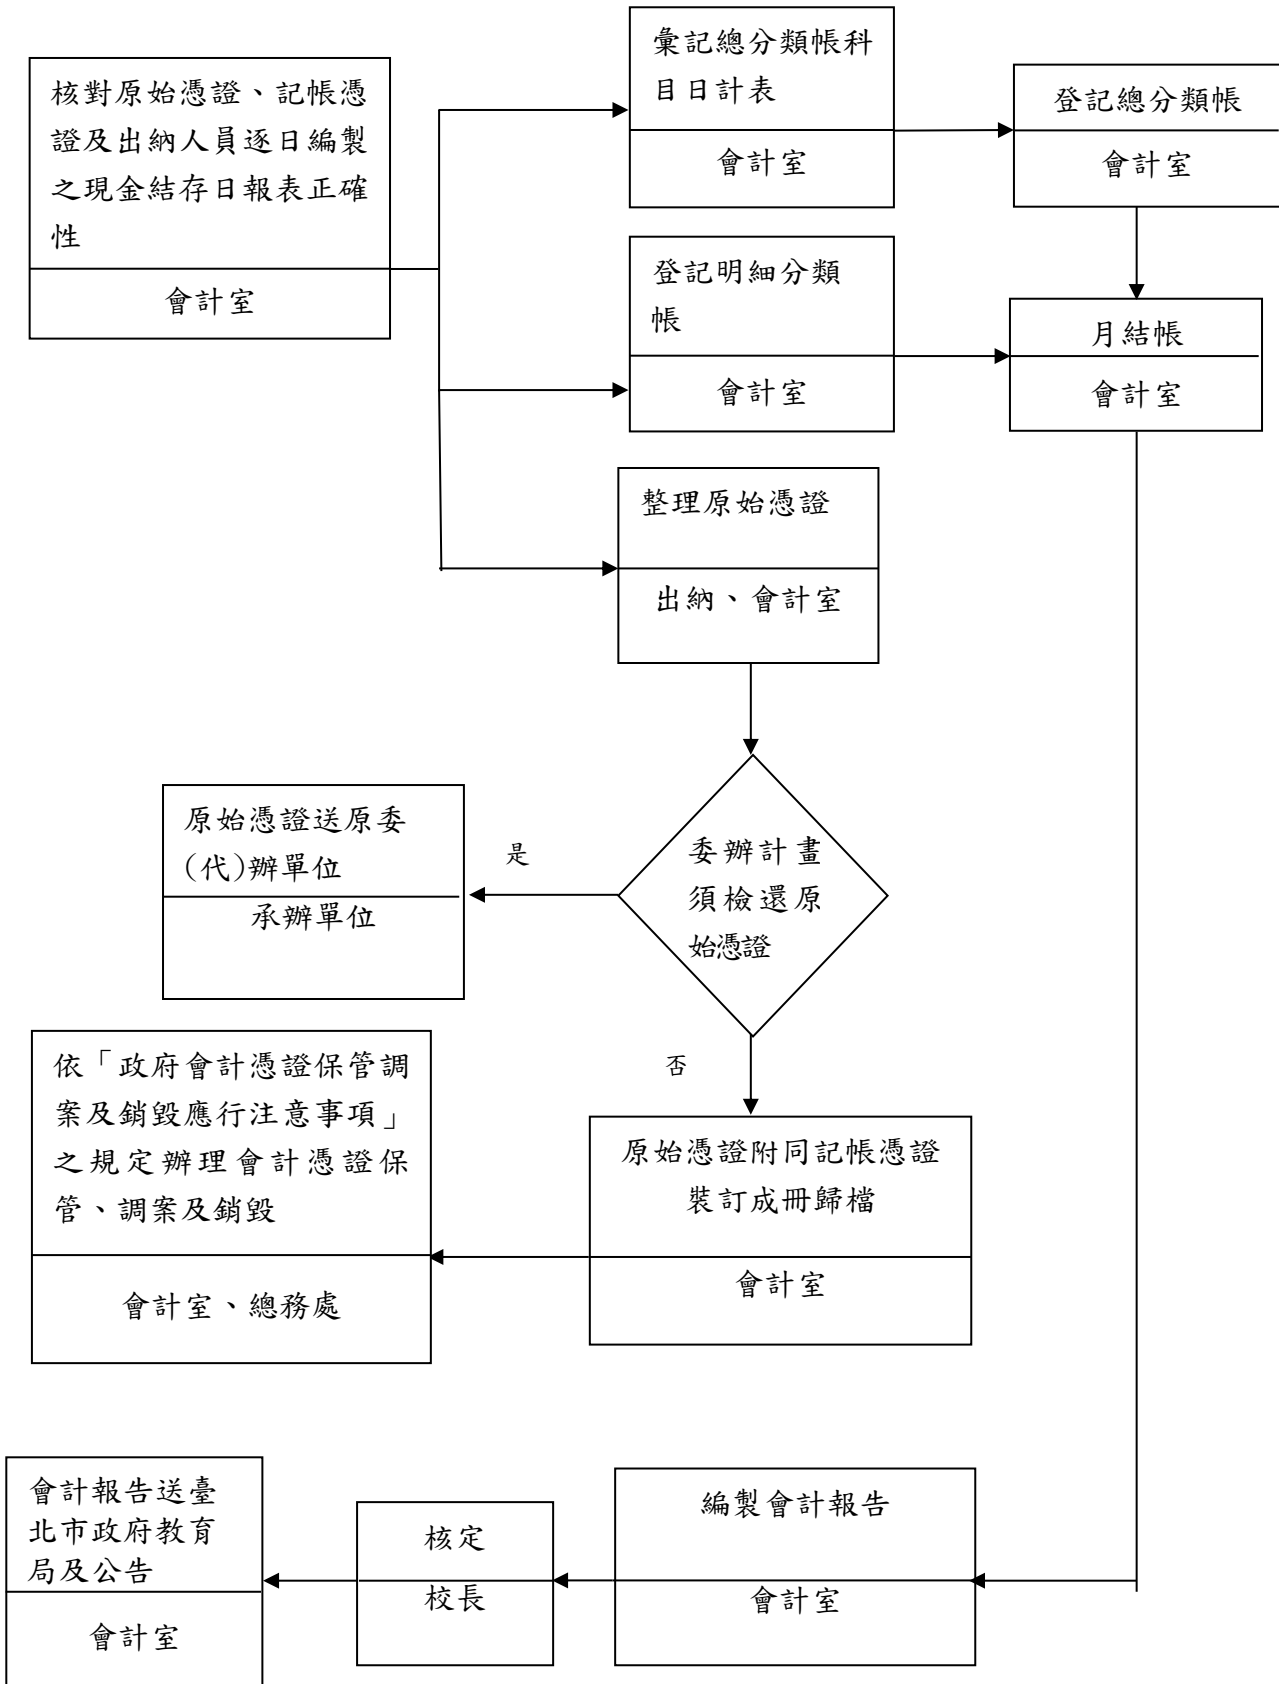 核對原始憑證、記帳憑
證及出納人員逐日編製
之現金結存日報表正確
性
會計室
彙記總分類帳科
目日計表
會計室
登記總分類帳
會計室
登記明細分類
帳
會計室
月結帳
會計室
整理原始憑證
出納、會計室
委辦計畫
須檢還原
始憑證
是
原始憑證送原委
(代)辦單位
承辦單位
否
原始憑證附同記帳憑證
裝訂成冊歸檔
會計室
依「政府會計憑證保管調
案及銷毀應行注意事項」
之規定辦理會計憑證保
管、調案及銷毀
會計室、總務處
編製會計報告
會計室
核定
校長
會計報告送臺
北市政府教育
局及公告
會計室